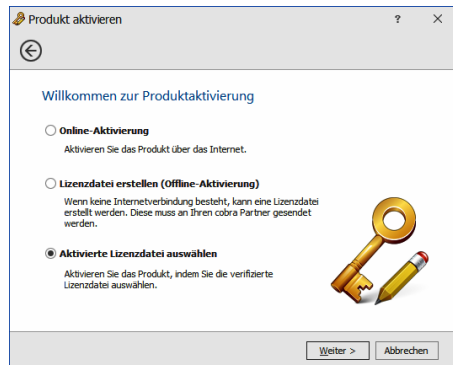 Produkt aktivieren
?
Willkommen zur Produktaktivierung
Online-Aktivierung
Aktivieren Sie das Produkt über das Internet.
Lizenzdatei erstellen (Offline-Aktivierung)
Wenn keine Internetverbindung besteht, kann eine Lizenzdatei
erstellt werden. Diese muss an Ihren cobra Partner gesendet
werden.
Aktivierte Lizenzdatei auswählen
Aktivieren Sie das Produkt, indem Sie die verifizierte
Lizenzdatei auswählen.
Weiter >
Abbrechen